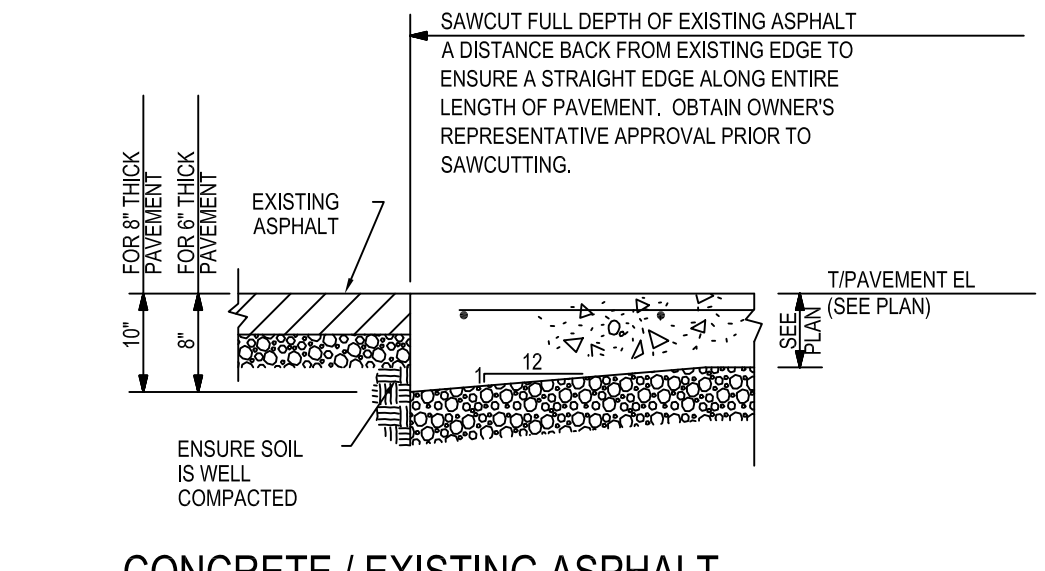 SAWCUT FULL DEPTH OF EXISTING ASPHALT
A DISTANCE BACK FROM EXISTING EDGE TO
ENSURE A STRAIGHT EDGE ALONG ENTIRE
LENGTH OF PAVEMENT. OBTAIN OWNER'S
REPRESENTATIVE APPROVAL PRIOR TO
SAWCUTTING.
FOR 8" THICK
PAVEMENT
FOR 6" THICK
PAVEMENT
EXISTING
ASPHALT
T/PAVEMENT EL
(SEE PLAN)
10"
8"
SEE
PLAN
1
12
ENSURE SOIL
IS WELL
COMPACTED
CONCRETE / EXISTING ASPHALT